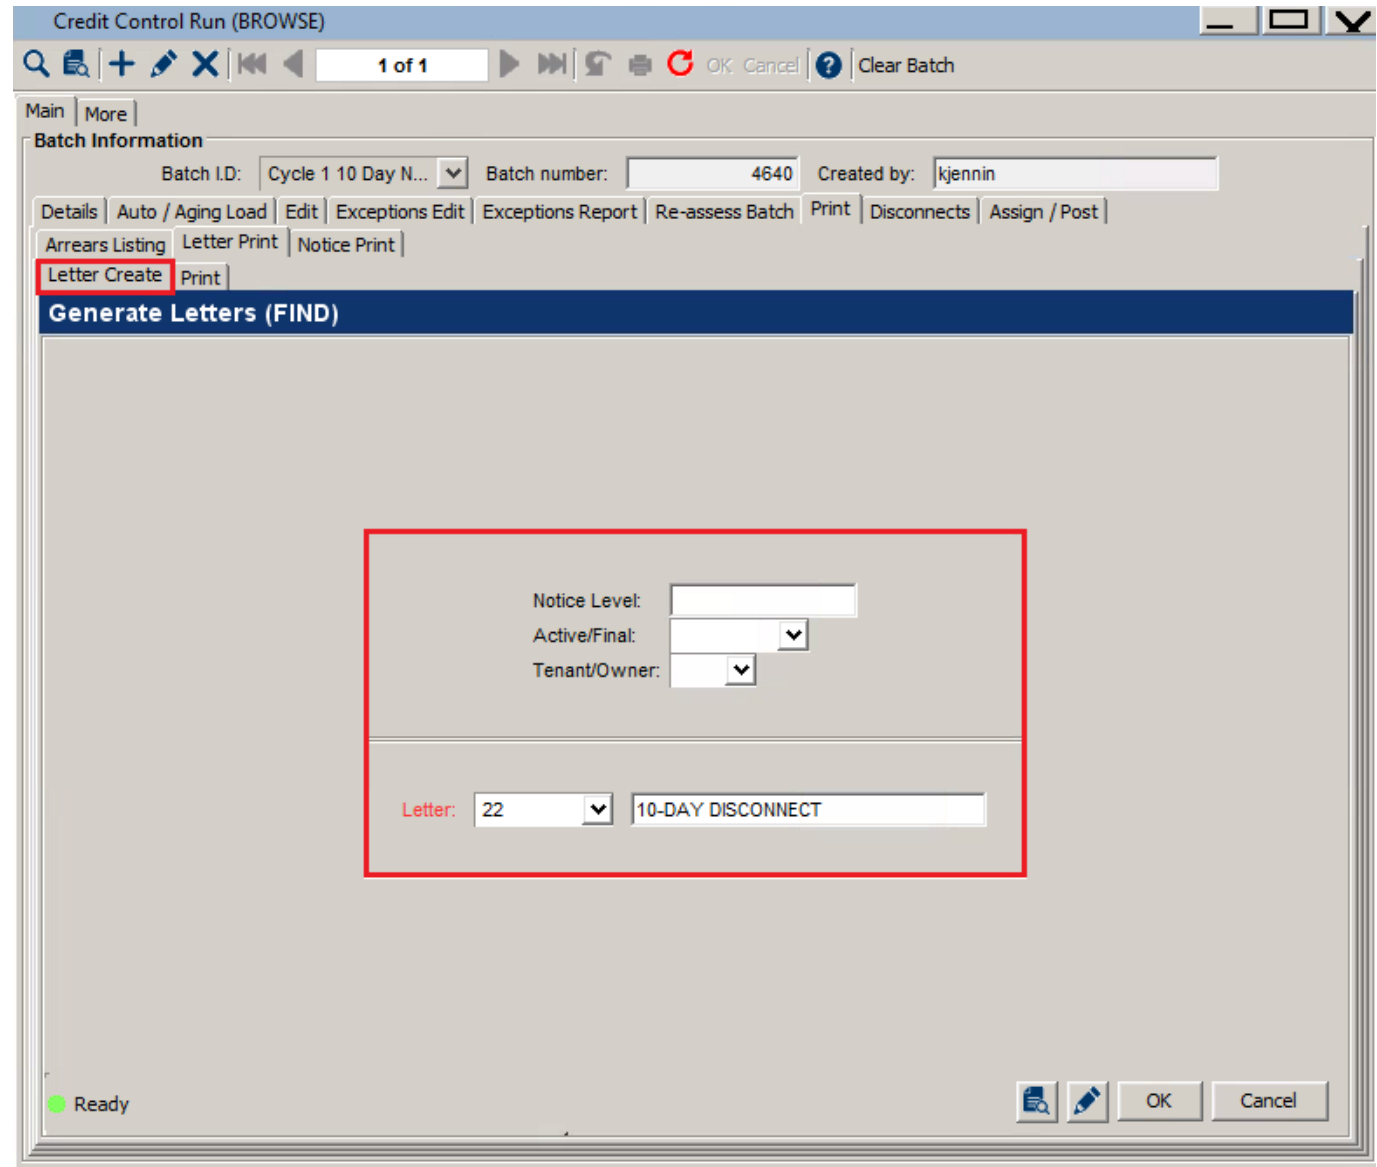 Credit Control Run (BROWSE)
1 of 1 OK Cancel Clear Batch
Main More
Batch Information
Batch I.D: Cycle 1 10 Day N... Batch number: 4640 Created by: kjennin
Details Auto / Aging Load Edit Exceptions Edit Exceptions Report Re-assess Batch Print Disconnects Assign / Post
Arrears Listing Letter Print Notice Print
Letter Create Print
Generate Letters (FIND)
Notice Level:
Active/Final:
Tenant/Owner:
Letter: 22 10-DAY DISCONNECT
Ready OK Cancel